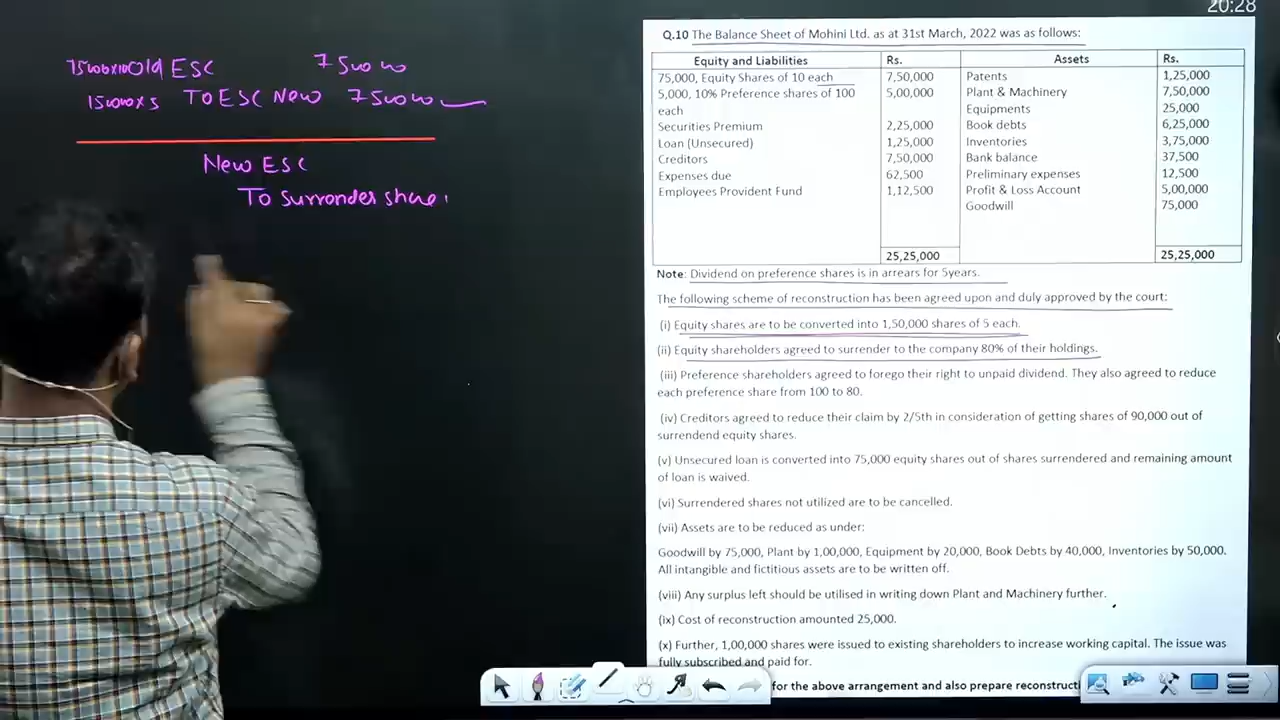 20:28
75000x10 Old ESC 750000
150000x5 To ESC New 750000
New ESC
To surronder share
Q.10 The Balance Sheet of Mohini Ltd. as at 31st March, 2022 was as follows:
Equity and Liabilities Rs. Assets Rs.
75,000, Equity Shares of 10 each 7,50,000 Patents 1,25,000
5,000, 10% Preference shares of 100 5,00,000 Plant & Machinery 7,50,000
each Equipments 25,000
Securities Premium 2,25,000 Book debts 6,25,000
Loan (Unsecured) 1,25,000 Inventories 3,75,000
Creditors 7,50,000 Bank balance 37,500
Expenses due 62,500 Preliminary expenses 12,500
Employees Provident Fund 1,12,500 Profit & Loss Account 5,00,000
Goodwill 75,000
25,25,000 25,25,000
Note: Dividend on preference shares is in arrears for 5years.
The following scheme of reconstruction has been agreed upon and duly approved by the court:
(i) Equity shares are to be converted into 1,50,000 shares of 5 each.
(ii) Equity shareholders agreed to surrender to the company 80% of their holdings.
(iii) Preference shareholders agreed to forego their right to unpaid dividend. They also agreed to reduce
each preference share from 100 to 80.
(iv) Creditors agreed to reduce their claim by 2/5th in consideration of getting shares of 90,000 out of
surrendend equity shares.
(v) Unsecured loan is converted into 75,000 equity shares out of shares surrendered and remaining amount
of loan is waived.
(vi) Surrendered shares not utilized are to be cancelled.
(vii) Assets are to be reduced as under:
Goodwill by 75,000, Plant by 1,00,000, Equipment by 20,000, Book Debts by 40,000, Inventories by 50,000.
All intangible and fictitious assets are to be written off.
(viii) Any surplus left should be utilised in writing down Plant and Machinery further.
(ix) Cost of reconstruction amounted 25,000.
(x) Further, 1,00,000 shares were issued to existing shareholders to increase working capital. The issue was
fully subscribed and paid for.
for the above arrangement and also prepare reconstructi